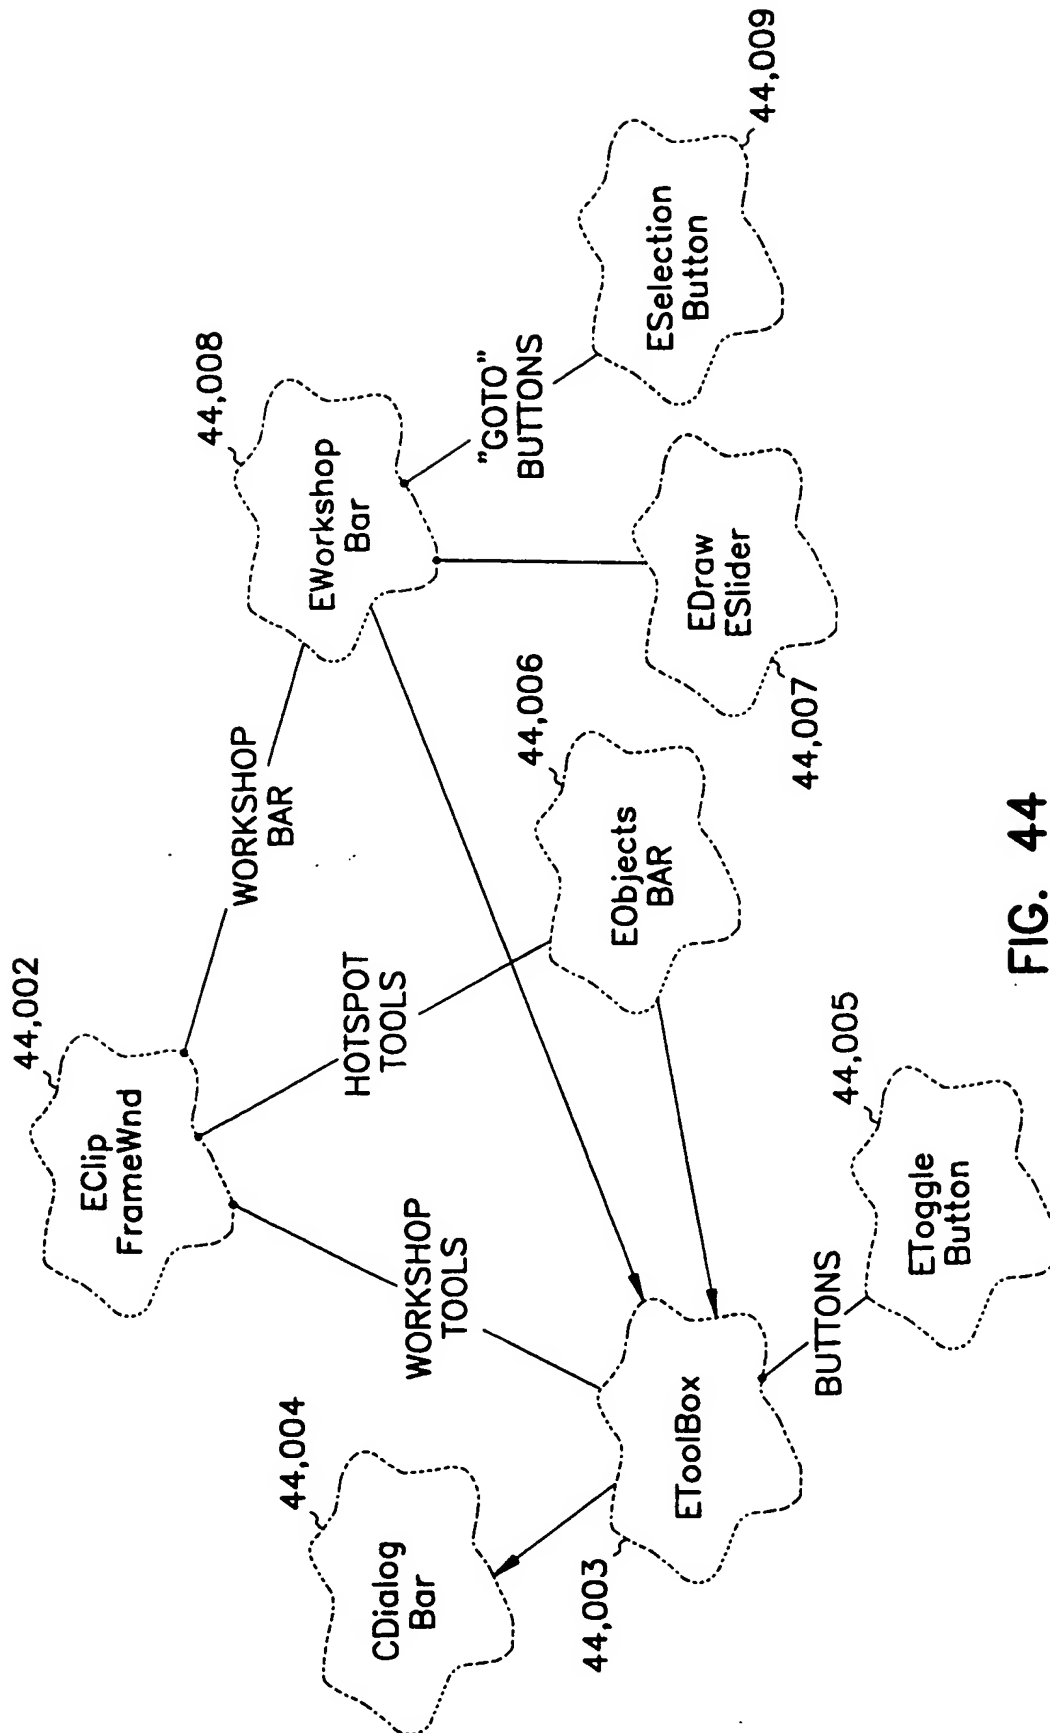 44,002
EClip
FrameWnd
44,008
EWorkshop
Bar
WORKSHOP
BAR
44,004
CDialog
Bar
WORKSHOP
TOOLS
HOTSPOT
TOOLS
"GOTO"
BUTTONS
44,003
EToolBox
44,006
EObjects
BAR
EDraw
ESlider
44,007
ESelection
Button
44,009
BUTTONS
44,005
EToggle
Button
FIG. 44